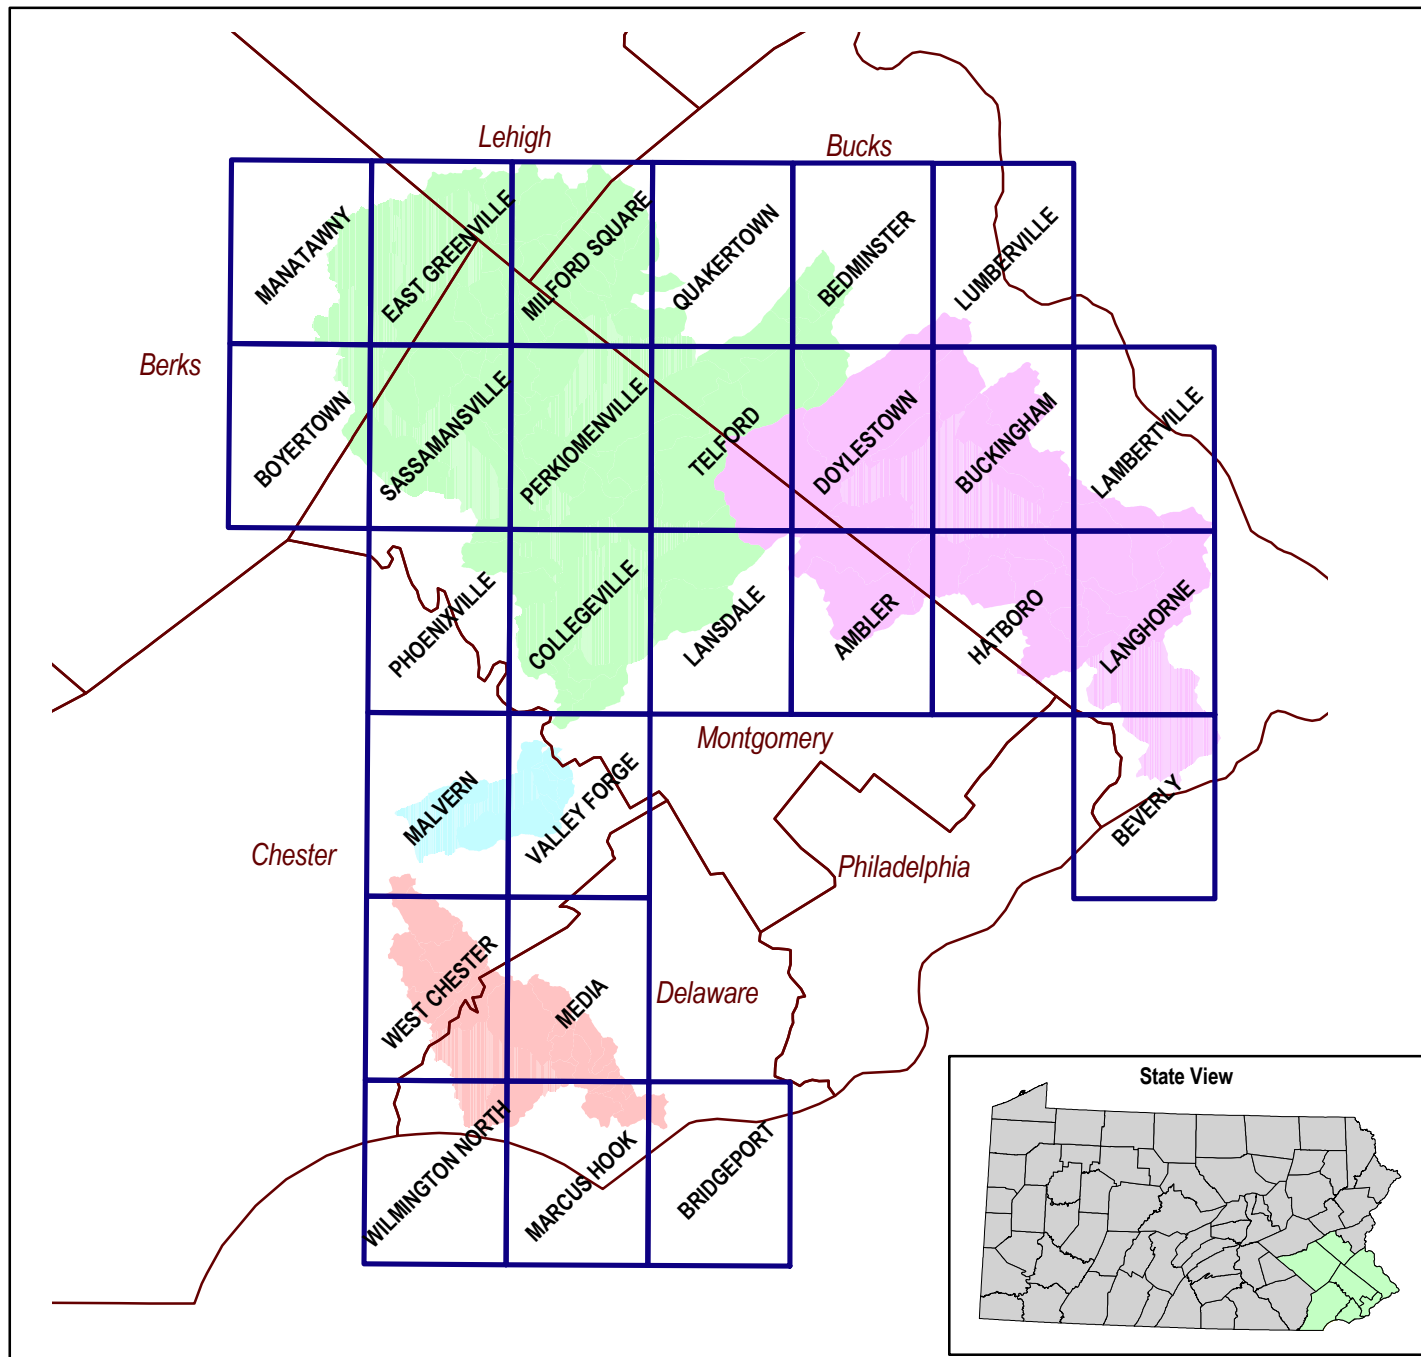 Lehigh
Bucks
MANATAWNY
EAST GREENVILLE
MILFORD SQUARE
QUAKERTOWN
BEDMINSTER
LUMBERVILLE
Berks
BOYERTOWN
SASSAMANSVILLE
PERKIOMENVILLE
TELFORD
DOYLESTOWN
BUCKINGHAM
LAMBERTVILLE
PHOENIXVILLE
COLLEGEVILLE
LANSDALE
AMBLER
HATBORO
LANGHORNE
Montgomery
MALVERN
VALLEY FORGE
BEVERLY
Chester
Philadelphia
WEST CHESTER
MEDIA
Delaware
WILMINGTON NORTH
MARCUS HOOK
BRIDGEPORT
State View